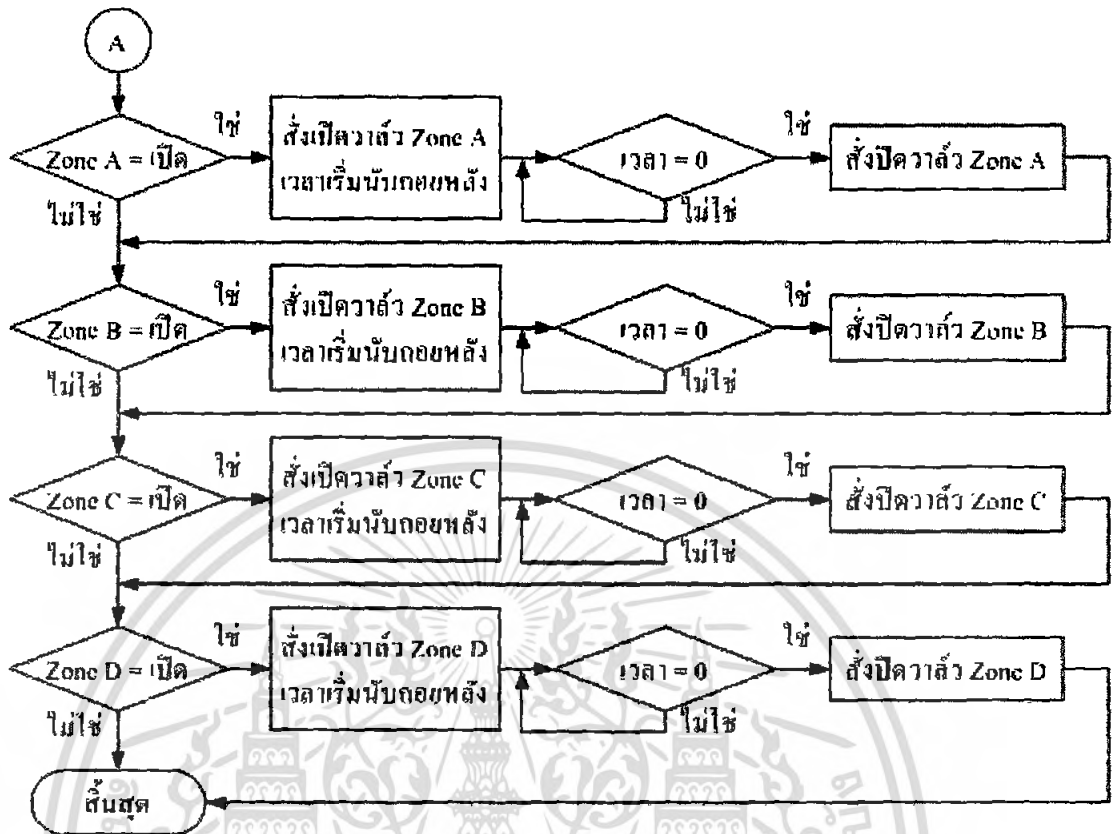 A
ใช่
Zone A = เปิด
สั่งเปิดวาล์ว Zone A
เวลาเริ่มนับถอยหลัง
เวลา = 0
ใช่
สั่งปิดวาล์ว Zone A
ไม่ใช่
ไม่ใช่
ใช่
Zone B = เปิด
สั่งเปิดวาล์ว Zone B
เวลาเริ่มนับถอยหลัง
เวลา = 0
ใช่
สั่งปิดวาล์ว Zone B
ไม่ใช่
ไม่ใช่
ใช่
Zone C = เปิด
สั่งเปิดวาล์ว Zone C
เวลาเริ่มนับถอยหลัง
เวลา = 0
ใช่
สั่งปิดวาล์ว Zone C
ไม่ใช่
ไม่ใช่
ใช่
Zone D = เปิด
สั่งเปิดวาล์ว Zone D
เวลาเริ่มนับถอยหลัง
เวลา = 0
ใช่
สั่งปิดวาล์ว Zone D
ไม่ใช่
ไม่ใช่
สิ้นสุด